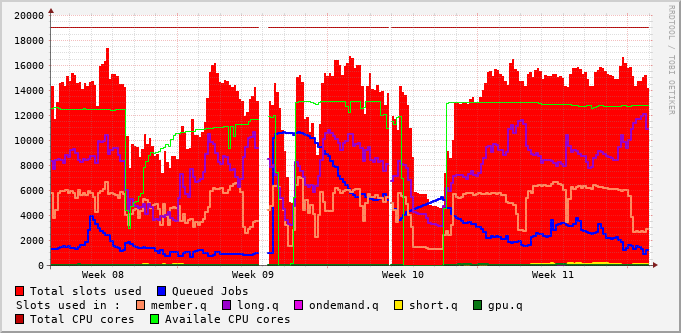 RRDTOOL / TOBI OETIKER
20000
18000
16000
14000
12000
10000
8000
6000
4000
2000
0
Week 08 Week 09 Week 10 Week 11
Total slots used Queued Jobs
Slots used in : member.q long.q ondemand.q short.q gpu.q
Total CPU cores Availale CPU cores